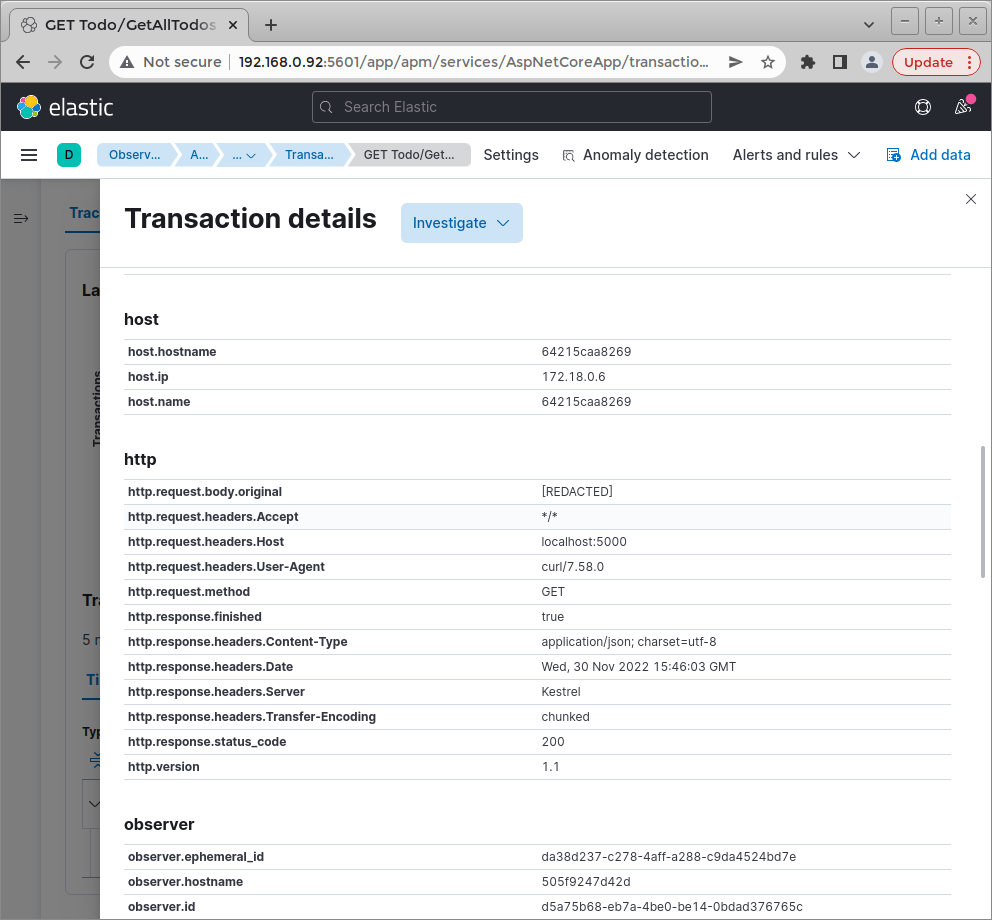 GET Todo/GetAllTodos
Not secure 192.168.0.92:5601/app/apm/services/AspNetCoreApp/transactio...
Update
elastic
Search Elastic
D Observ... A... ... Transa... GET Todo/Get... Settings Anomaly detection Alerts and rules Add data
Trac
Transaction details
Investigate
La
Transactions
Tra
5 r
Ti
Typ
host
host.hostname 64215caa8269
host.ip 172.18.0.6
host.name 64215caa8269
http
http.request.body.original [REDACTED]
http.request.headers.Accept */*
http.request.headers.Host localhost:5000
http.request.headers.User-Agent curl/7.58.0
http.request.method GET
http.response.finished true
http.response.headers.Content-Type application/json; charset=utf-8
http.response.headers.Date Wed, 30 Nov 2022 15:46:03 GMT
http.response.headers.Server Kestrel
http.response.headers.Transfer-Encoding chunked
http.response.status_code 200
http.version 1.1
observer
observer.ephemeral_id da38d237-c278-4aff-a288-c9da4524bd7e
observer.hostname 505f9247d42d
observer.id d5a75b68-eb7a-4be0-be14-0bdad376765c